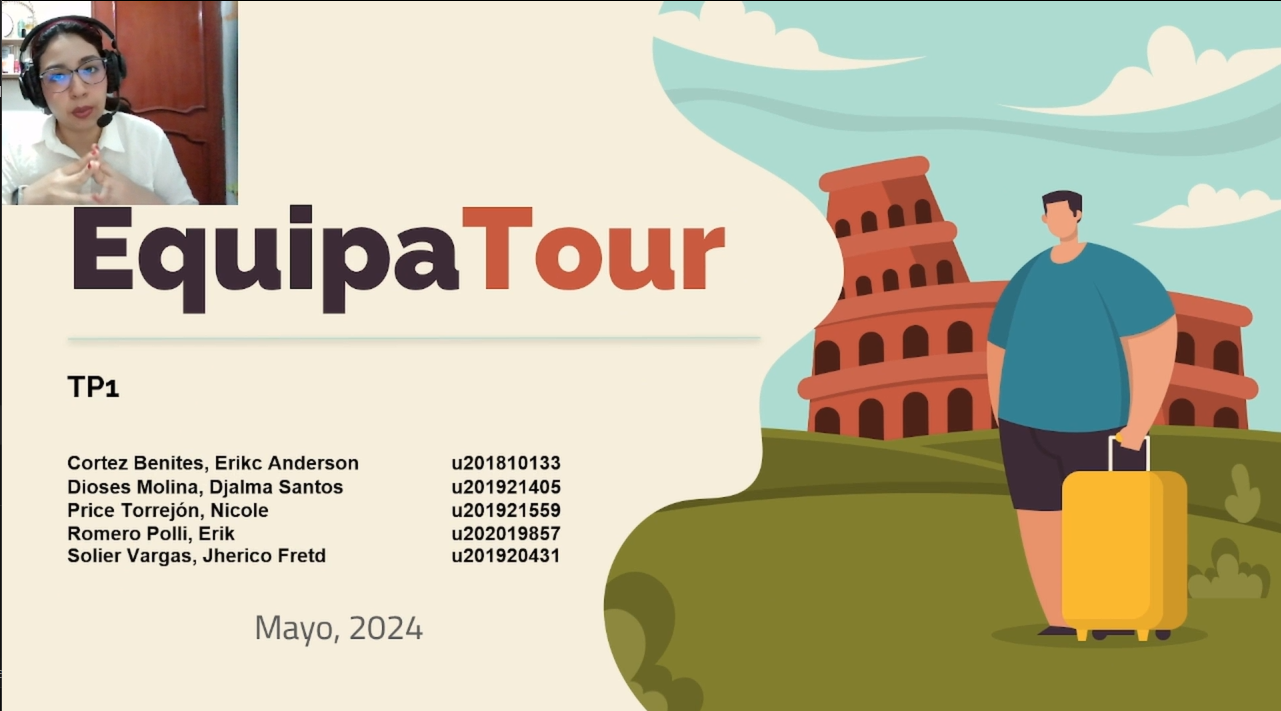 EquipaTour
TP1
Cortez Benites, Erikc Anderson u201810133
Dioses Molina, Djalma Santos u201921405
Price Torrejón, Nicole u201921559
Romero Polli, Erik u202019857
Solier Vargas, Jherico Fretd u201920431
Mayo, 2024